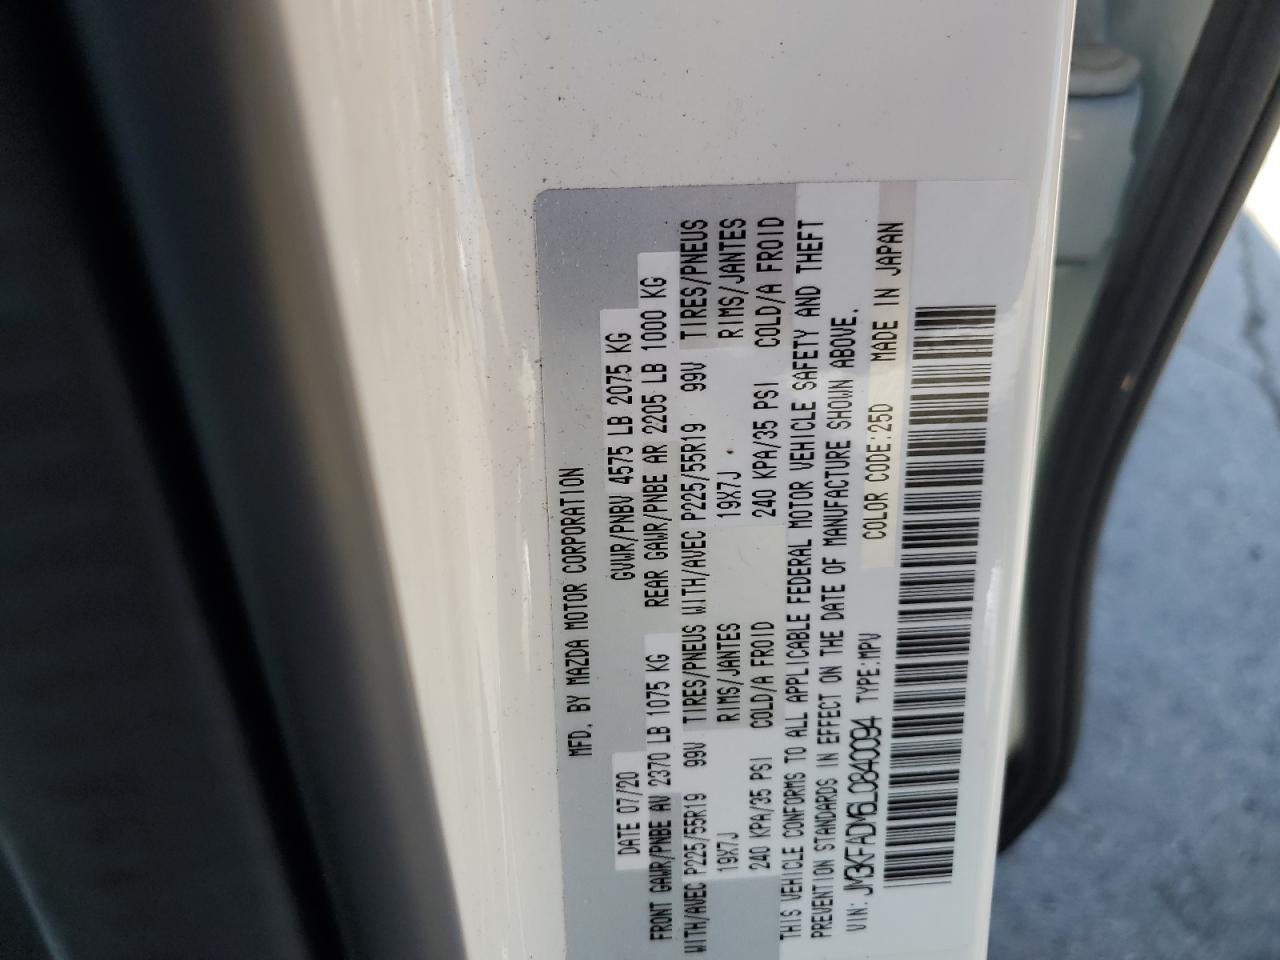 MFD. BY MAZDA MOTOR CORPORATION
DATE 07/20 GVWR/PNBV 4575 LB 2075 KG
FRONT GAWR/PNBE AV 2370 LB 1075 KG REAR GAWR/PNBE AR 2205 LB 1000 KG
WITH/AVEC P225/55R19 99V TIRES/PNEUS WITH/AVEC P225/55R19 99V TIRES/PNEUS
19X7J RIMS/JANTES 19X7J RIMS/JANTES
240 KPA/35 PSI COLD/A FROID 240 KPA/35 PSI COLD/A FROID
THIS VEHICLE CONFORMS TO ALL APPLICABLE FEDERAL MOTOR VEHICLE SAFETY AND THEFT
PREVENTION STANDARDS IN EFFECT ON THE DATE OF MANUFACTURE SHOWN ABOVE.
VIN: JM3KFADM6L0840094 TYPE:MPV COLOR CODE:25D MADE IN JAPAN